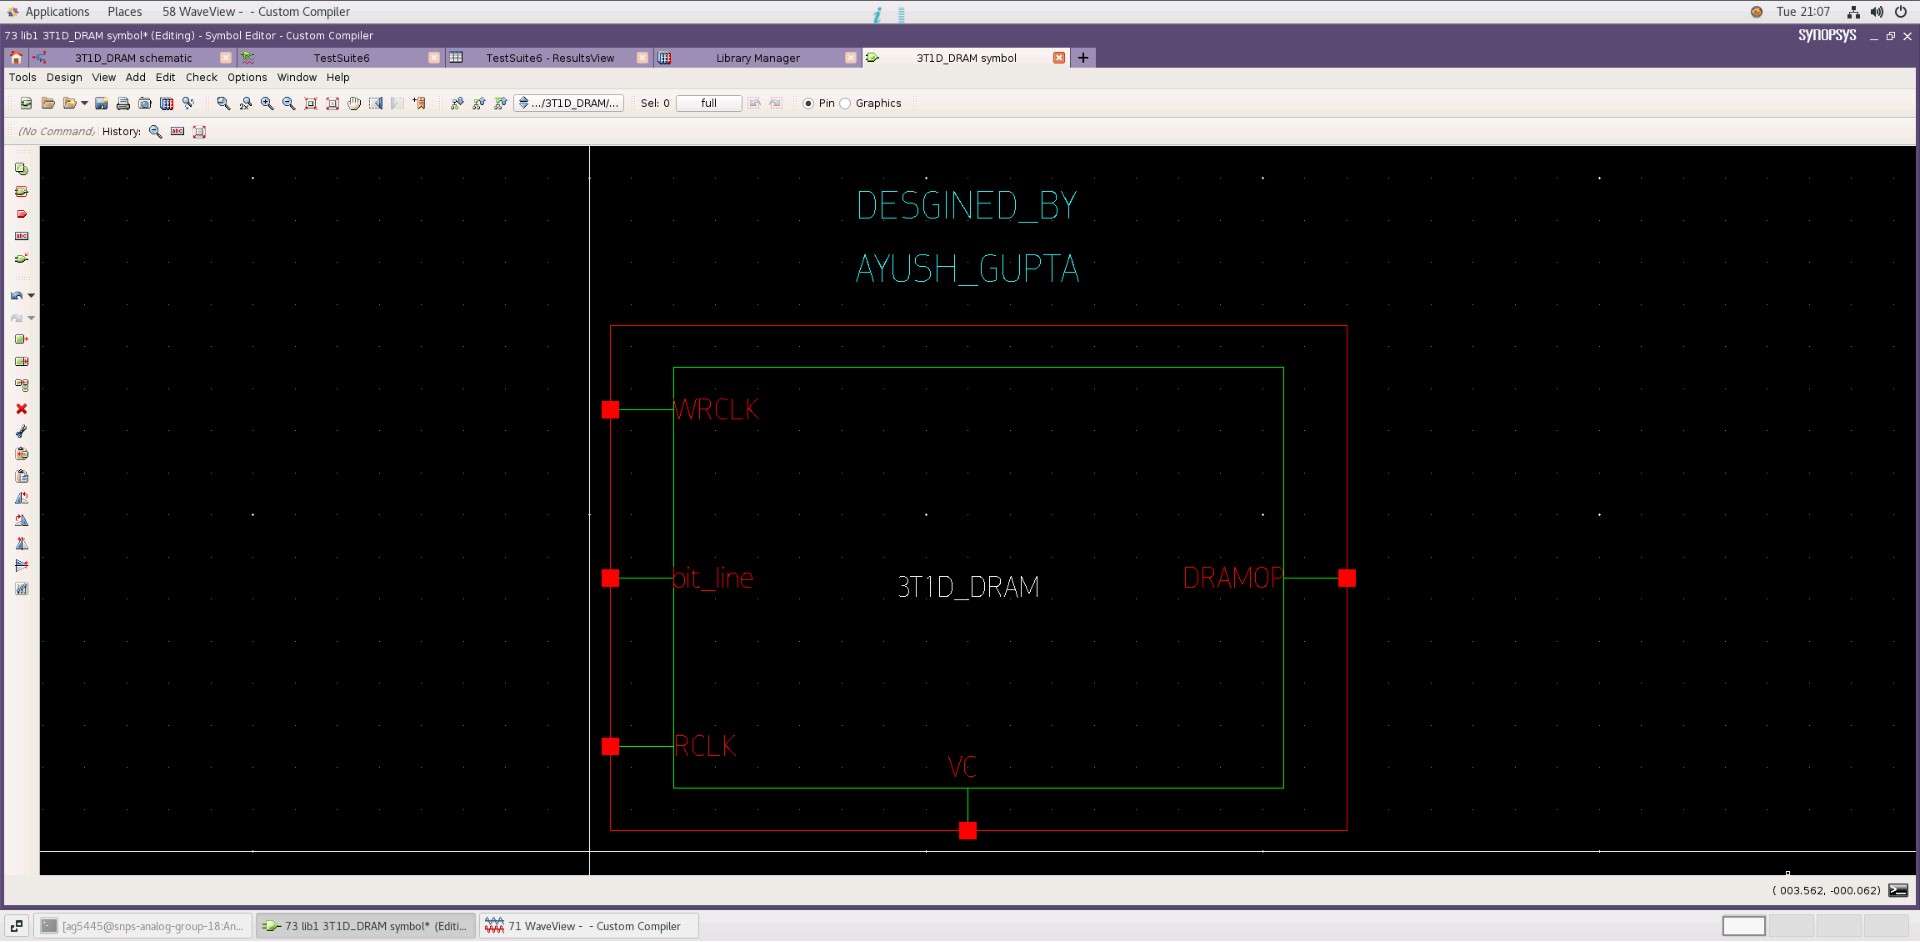 Applications Places 58 WaveView - - Custom Compiler Tue 21:07
73 lib1 3T1D_DRAM symbol* (Editing) - Symbol Editor - Custom Compiler SYNOPSYS
3T1D_DRAM schematic TestSuite6 TestSuite6 - ResultsView Library Manager 3T1D_DRAM symbol
Tools Design View Add Edit Check Options Window Help
.../3T1D_DRAM/... Sel: 0 full Pin Graphics
(No Command) History:
DESGINED_BY
AYUSH_GUPTA
WRCLK
bit_line 3T1D_DRAM DRAMOP
RCLK
VC
( 003.562, -000.062)
[ag5445@snps-analog-group-18:An... 73 lib1 3T1D_DRAM symbol* (Editi... 71 WaveView - - Custom Compiler